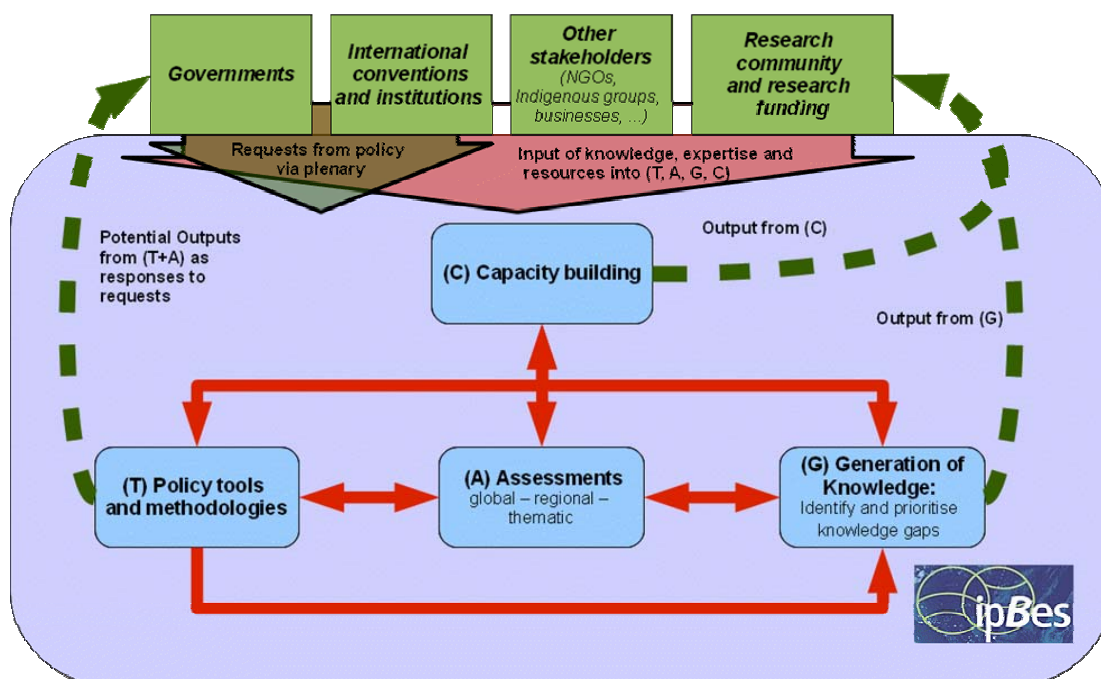 Governments
International
conventions
and institutions
Other
stakeholders
(NGOs,
Indigenous groups,
businesses, ...)
Research
community
and research
funding
Requests from policy
via plenary
Input of knowledge, expertise and
resources into (T, A, G, C)
Potential Outputs
from (T+A) as
responses to
requests
(C) Capacity building
Output from (C)
Output from (G)
(T) Policy tools
and methodologies
(A) Assessments
global – regional –
thematic
(G) Generation of
Knowledge:
Identify and prioritise
knowledge gaps
ipBes